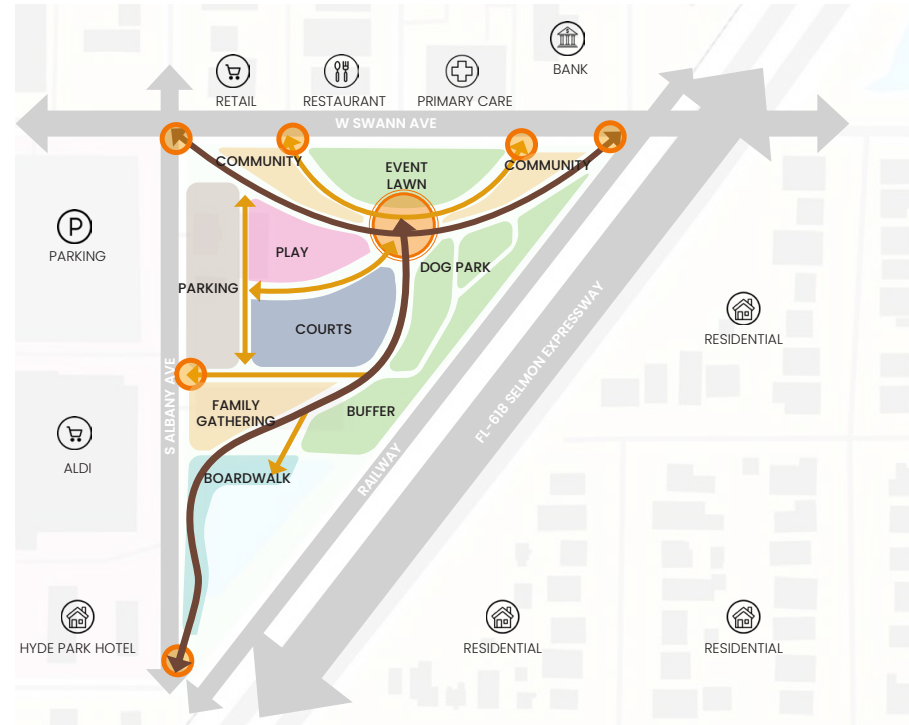 BANK
RETAIL
RESTAURANT
PRIMARY CARE
W SWANN AVE
COMMUNITY
EVENT
LAWN
COMMUNITY
P
PARKING
PLAY
DOG PARK
PARKING
COURTS
RESIDENTIAL
S ALBANY AVE
FL-618 SELMON EXPRESSWAY
FAMILY
GATHERING
BUFFER
ALDI
RAILWAY
BOARDWALK
HYDE PARK HOTEL
RESIDENTIAL
RESIDENTIAL